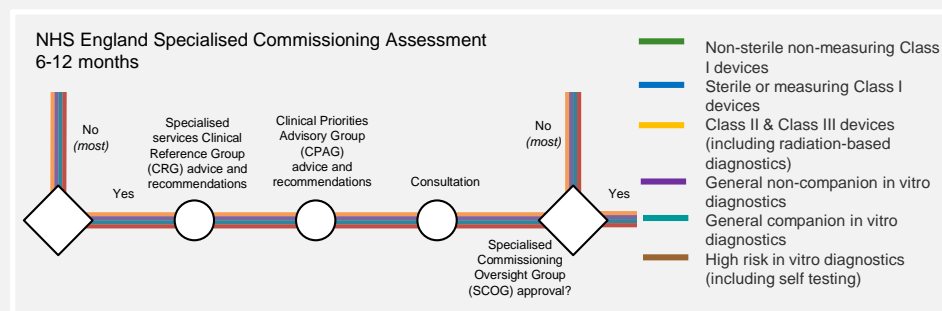 NHS England Specialised Commissioning Assessment
6-12 months
No
(most)
Yes
Specialised
services Clinical
Reference Group
(CRG) advice and
recommendations
Clinical Priorities
Advisory Group
(CPAG)
advice and
recommendations
Consultation
No
(most)
Yes
Specialised
Commissioning
Oversight Group
(SCOG) approval?
Non-sterile non-measuring Class
I devices
Sterile or measuring Class I
devices
Class II & Class III devices
(including radiation-based
diagnostics)
General non-companion in vitro
diagnostics
General companion in vitro
diagnostics
High risk in vitro diagnostics
(including self testing)